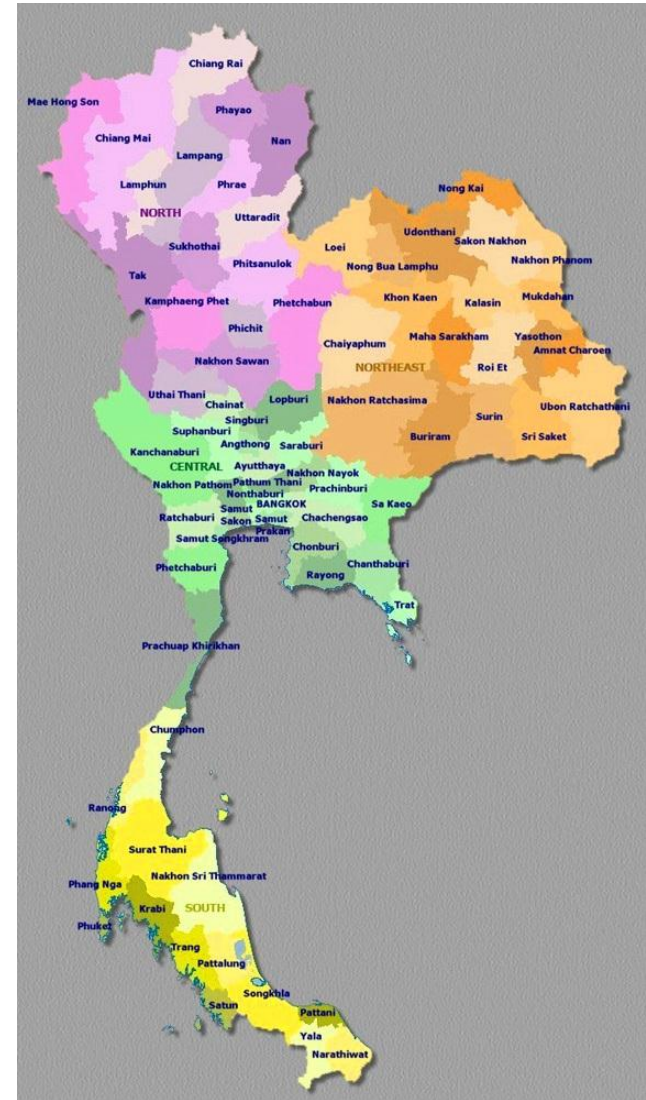 Chiang Rai
Mae Hong Son
Phayao
Chiang Mai
Nan
Lampang
Lamphun
Phrae
NORTH
Uttaradit
Nong Kai
Sukhothai
Udonthani
Sakon Nakhon
Loei
Phitsanulok
Nong Bua Lamphu
Nakhon Phanom
Tak
Kamphaeng Phet
Phetchabun
Khon Kaen
Kalasin
Mukdahan
Phichit
Chaiyaphum
Maha Sarakham
Yasothon
Amnat Charoen
Nakhon Sawan
NORTHEAST
Roi Et
Uthai Thani
Chainat
Lopburi
Nakhon Ratchasima
Ubon Ratchathani
Singburi
Surin
Suphanburi
Angthong
Saraburi
Buriram
Sri Saket
Kanchanaburi
CENTRAL
Ayutthaya
Nakhon Nayok
Nakhon Pathom
Pathum Thani
Nonthaburi
Prachinburi
Samut
Sakon
BANGKOK
Sa Kaeo
Ratchaburi
Samut
Prakan
Chachengsao
Samut Songkhram
Chonburi
Phetchaburi
Rayong
Chanthaburi
Trat
Prachuap Khirikhan
Chumphon
Ranong
Surat Thani
Nakhon Sri Thammarat
Phang Nga
Krabi
SOUTH
Phuket
Trang
Pattalung
Songkhla
Satun
Pattani
Yala
Narathiwat